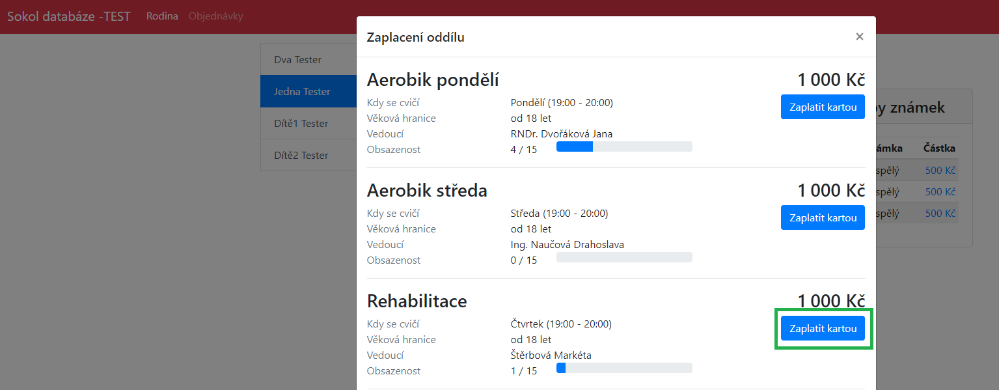 Sokol databáze -TEST Rodina Objednávky
Dva Tester
Jedna Tester
Dítě1 Tester
Dítě2 Tester
Zaplacení oddílu ×
Aerobik pondělí 1 000 Kč
Kdy se cvičí Pondělí (19:00 - 20:00) Zaplatit kartou
Věková hranice od 18 let
Vedoucí RNDr. Dvořáková Jana
Obsazenost 4 / 15
Aerobik středa 1 000 Kč
Kdy se cvičí Středa (19:00 - 20:00) Zaplatit kartou
Věková hranice od 18 let
Vedoucí Ing. Naučová Drahoslava
Obsazenost 0 / 15
Rehabilitace 1 000 Kč
Kdy se cvičí Čtvrtek (19:00 - 20:00) Zaplatit kartou
Věková hranice od 18 let
Vedoucí Štěrbová Markéta
Obsazenost 1 / 15
známek
Částka
500 Kč
500 Kč
500 Kč